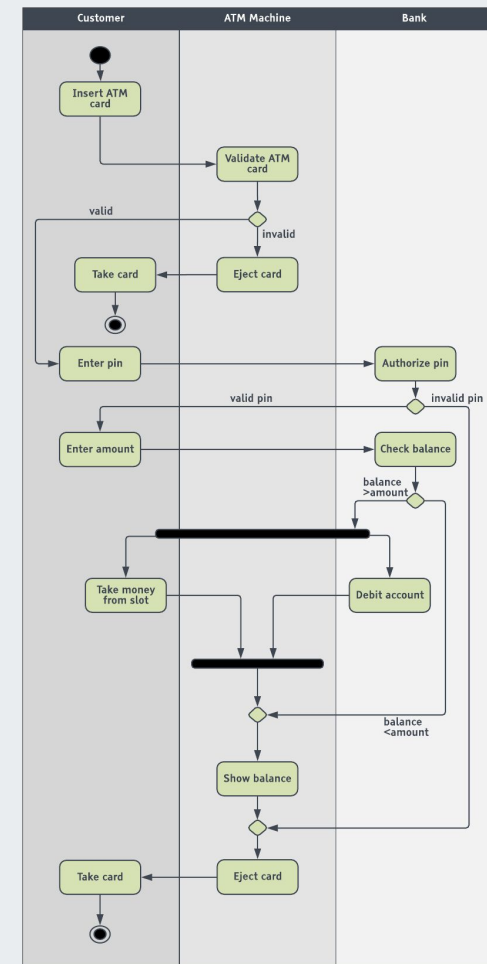 Customer
ATM Machine
Bank
Insert ATM
card
Validate ATM
card
valid
invalid
Take card
Eject card
Enter pin
Authorize pin
valid pin
invalid pin
Enter amount
Check balance
balance
>amount
Take money
from slot
Debit account
balance
<amount
Show balance
Take card
Eject card